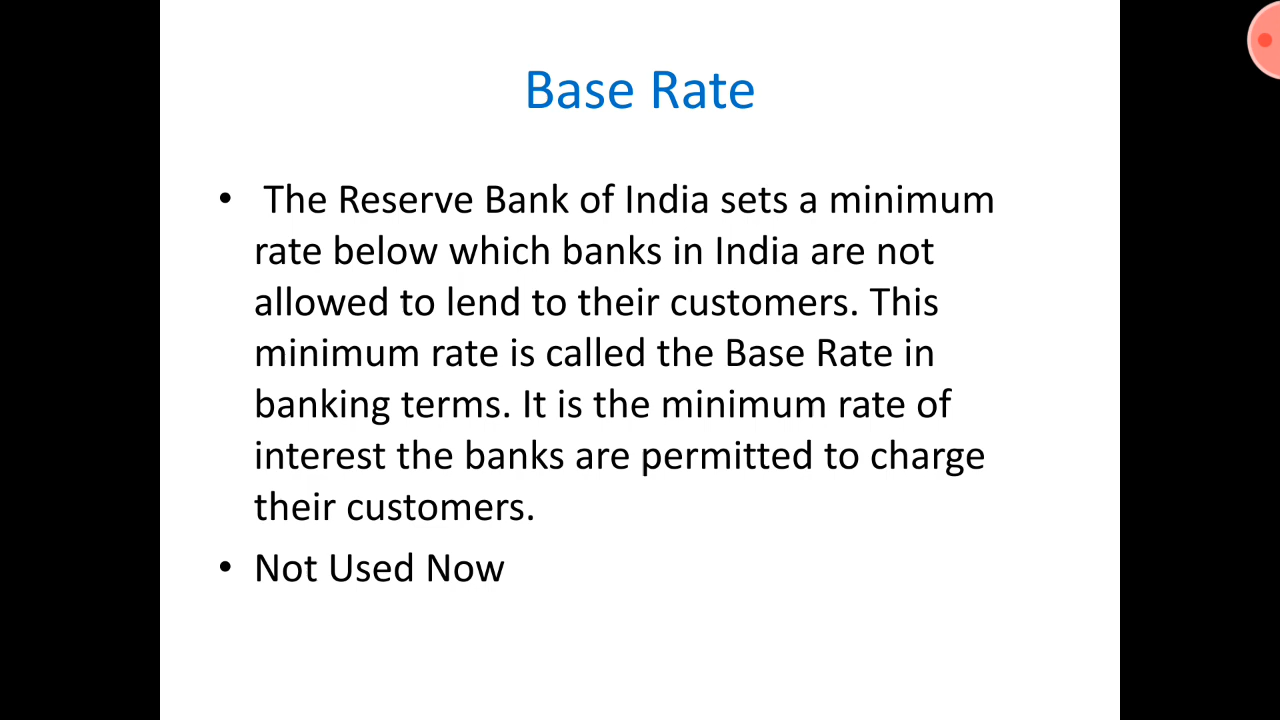 Base Rate
• The Reserve Bank of India sets a minimum
rate below which banks in India are not
allowed to lend to their customers. This
minimum rate is called the Base Rate in
banking terms. It is the minimum rate of
interest the banks are permitted to charge
their customers.
• Not Used Now